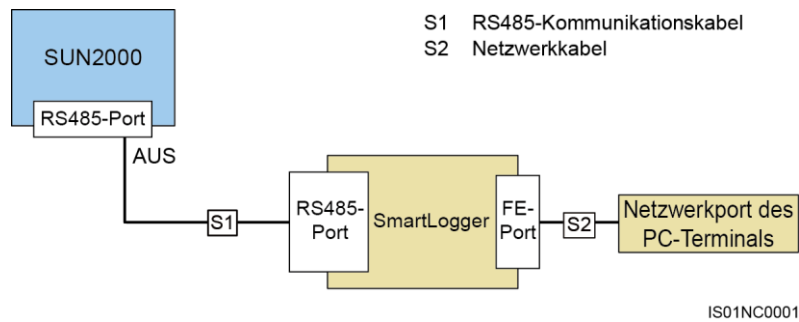 S1 RS485-Kommunikationskabel
S2 Netzwerkkabel
SUN2000
RS485-Port
AUS
S1
RS485-
Port
SmartLogger
FE-
Port
S2
Netzwerkport des
PC-Terminals
IS01NC0001